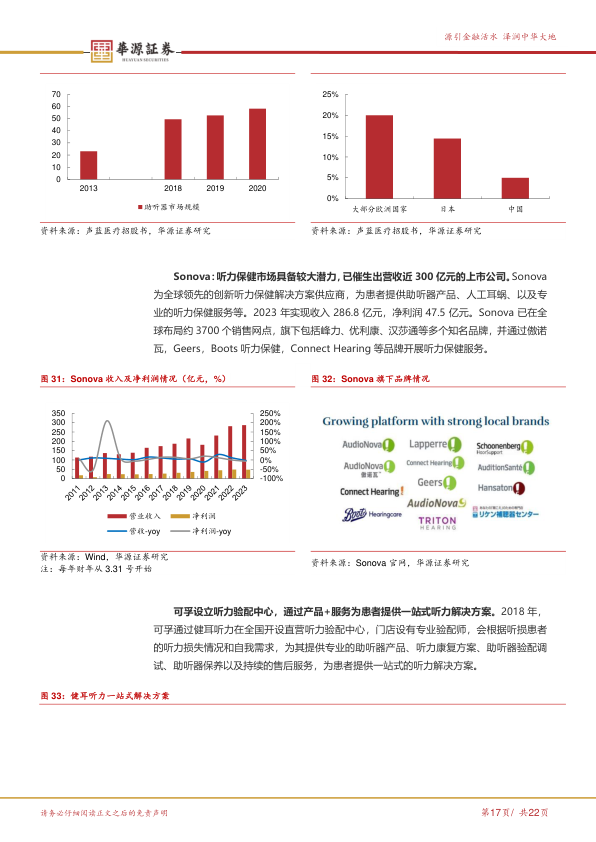 源引金融活水 泽润中华大地
華源証券
HUAYUAN SECURITIES
70
60
50
40
30
20
10
0
2013
2018
2019
2020
■助听器市场规模
25%
20%
15%
10%
5%
0%
大部分欧洲国家
日本
中国
资料来源：声蓝医疗招股书，华源证券研究
资料来源：声蓝医疗招股书，华源证券研究
Sonova：听力保健市场具备较大潜力，已催生出营收近 300 亿元的上市公司。Sonova
为全球领先的创新听力保健解决方案供应商，为患者提供助听器产品、人工耳蜗、以及专
业的听力保健服务等。2023 年实现收入 286.8 亿元，净利润 47.5 亿元。Sonova 已在全
球布局约 3700 个销售网点，旗下包括峰力、优利康、汉莎通等多个知名品牌，并通过傲诺
瓦，Geers，Boots 听力保健，Connect Hearing 等品牌开展听力保健服务。
图 31：Sonova 收入及净利润情况（亿元，%）
350
300
250
200
150
100
50
0
250%
200%
150%
100%
50%
0%
-50%
-100%
2011
2012
2013
2014
2015
2016
2017
2018
2019
2020
2021
2022
2023
营业收入
净利润
营收-yoy
净利润-yoy
资料来源：Wind，华源证券研究
注：每年财年从 3.31 号开始
图 32：Sonova 旗下品牌情况
Growing platform with strong local brands
AudioNova
Lapperre
Schoonenberg
HoorSupport
AudioNova
傲诺瓦
Connect Hearing
AuditionSanté
Connect Hearing
Geers
Hansaton
Boots Hearingcare
AudioNova
TRITON
HEARING
リケン補聴器センター
资料来源：Sonova 官网，华源证券研究
可孚设立听力验配中心，通过产品+服务为患者提供一站式听力解决方案。2018 年，
可孚通过健耳听力在全国开设直营听力验配中心，门店设有专业验配师，会根据听损患者
的听力损失情况和自我需求，为其提供专业的助听器产品、听力康复方案、助听器验配调
试、助听器保养以及持续的售后服务，为患者提供一站式的听力解决方案。
图 33：健耳听力一站式解决方案
请务必仔细阅读正文之后的免责声明
第17页/ 共22页